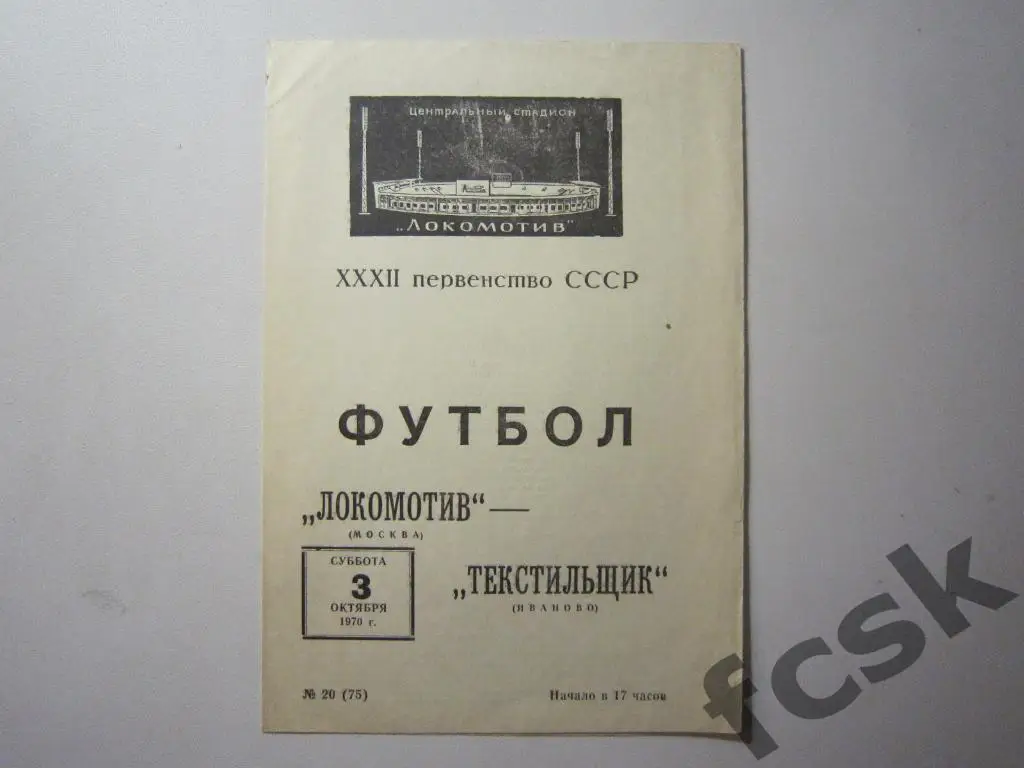 ЦЕНТРАЛЬНЫЙ СТАДИОН
„ЛОКОМОТИВ"
XXXII первенство СССР
ФУТБОЛ
„ЛОКОМОТИВ“ —
(МОСКВА)
СУББОТА
3
ОКТЯБРЯ
1970 г.
„ТЕКСТИЛЬЩИК“
(ИВАНОВО)
№ 20 (75)
Начало в 17 часов
fcsk